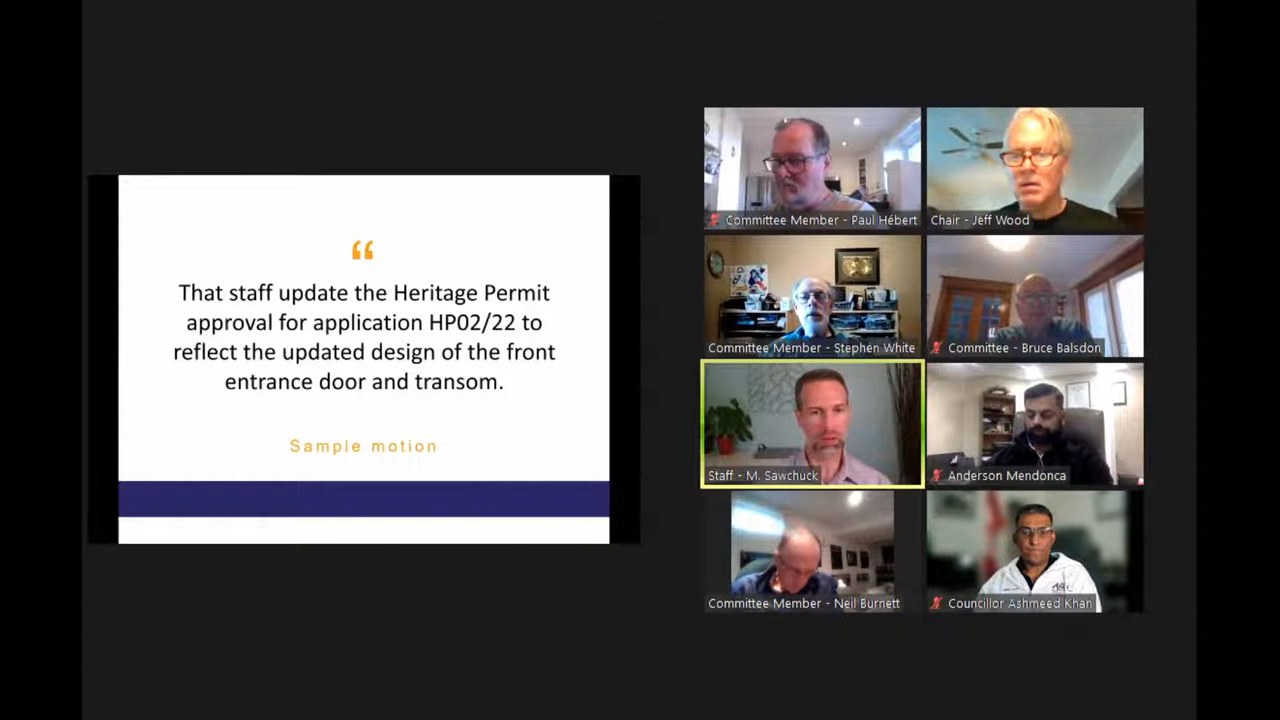 “
That staff update the Heritage Permit
approval for application HP02/22 to
reflect the updated design of the front
entrance door and transom.
Sample motion
Committee Member - Paul Hébert
Chair - Jeff Wood
Committee Member - Stephen White
Committee - Bruce Balsdon
Staff - M. Sawchuck
Anderson Mendonca
Committee Member - Neil Burnett
Councillor Ashmeed Khan